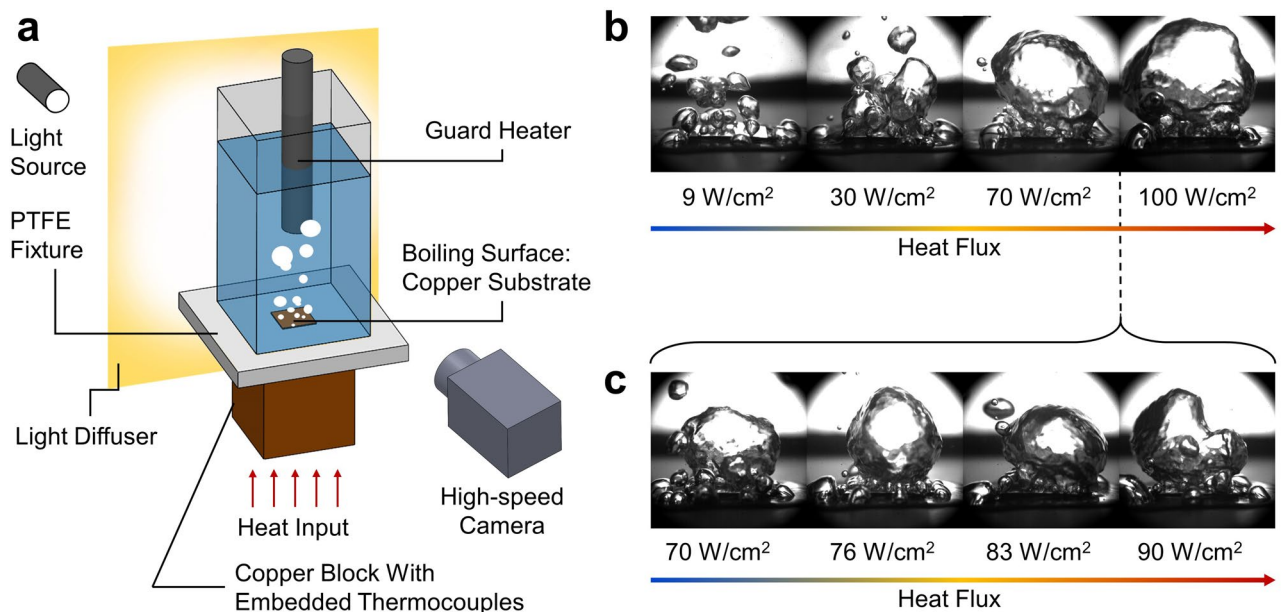 a
Light
Source
PTFE
Fixture
Light Diffuser
Guard Heater
Boiling Surface:
Copper Substrate
High-speed
Camera
Heat Input
Copper Block With
Embedded Thermocouples
b
9 W/cm²
30 W/cm²
70 W/cm²
100 W/cm²
Heat Flux
c
70 W/cm²
76 W/cm²
83 W/cm²
90 W/cm²
Heat Flux